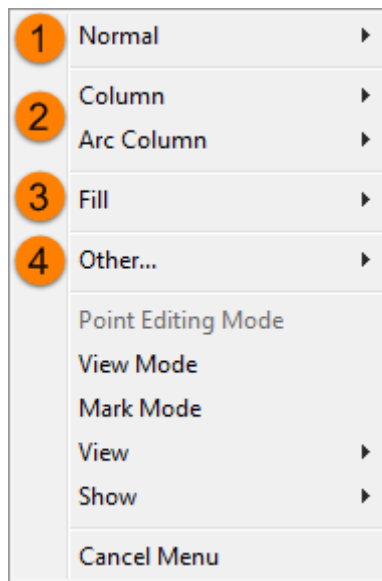 1 Normal
2 Column
Arc Column
3 Fill
4 Other...
Point Editing Mode
View Mode
Mark Mode
View
Show
Cancel Menu